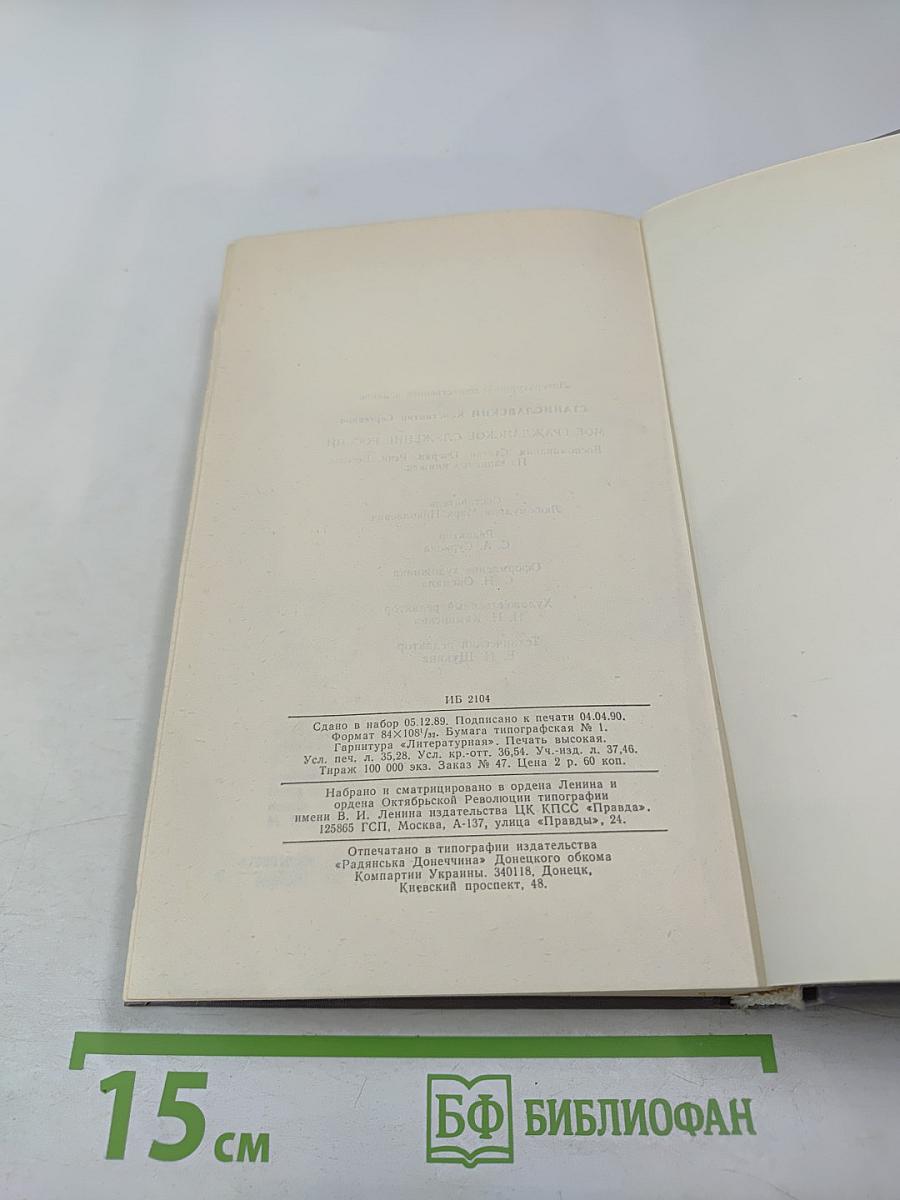 ИБ 2104
Сдано в набор 05.12.89. Подписано к печати 04.04.90.
Формат 84×108¹/₃₂. Бумага типографская № 1.
Гарнитура «Литературная». Печать высокая.
Усл. печ. л. 35,28. Усл. кр.-отт. 36,54. Уч.-изд. л. 37,46.
Тираж 100 000 экз. Заказ № 47. Цена 2 р. 60 коп.
Набрано и сматрицировано в ордена Ленина и
ордена Октябрьской Революции типографии
имени В. И. Ленина издательства ЦК КПСС «Правда».
125865 ГСП, Москва, А-137, улица «Правды», 24.
Отпечатано в типографии издательства
«Радянська Донеччина» Донецкого обкома
Компартии Украины. 340118, Донецк,
Киевский проспект, 48.
15 см
БФ БИБЛИОФАН